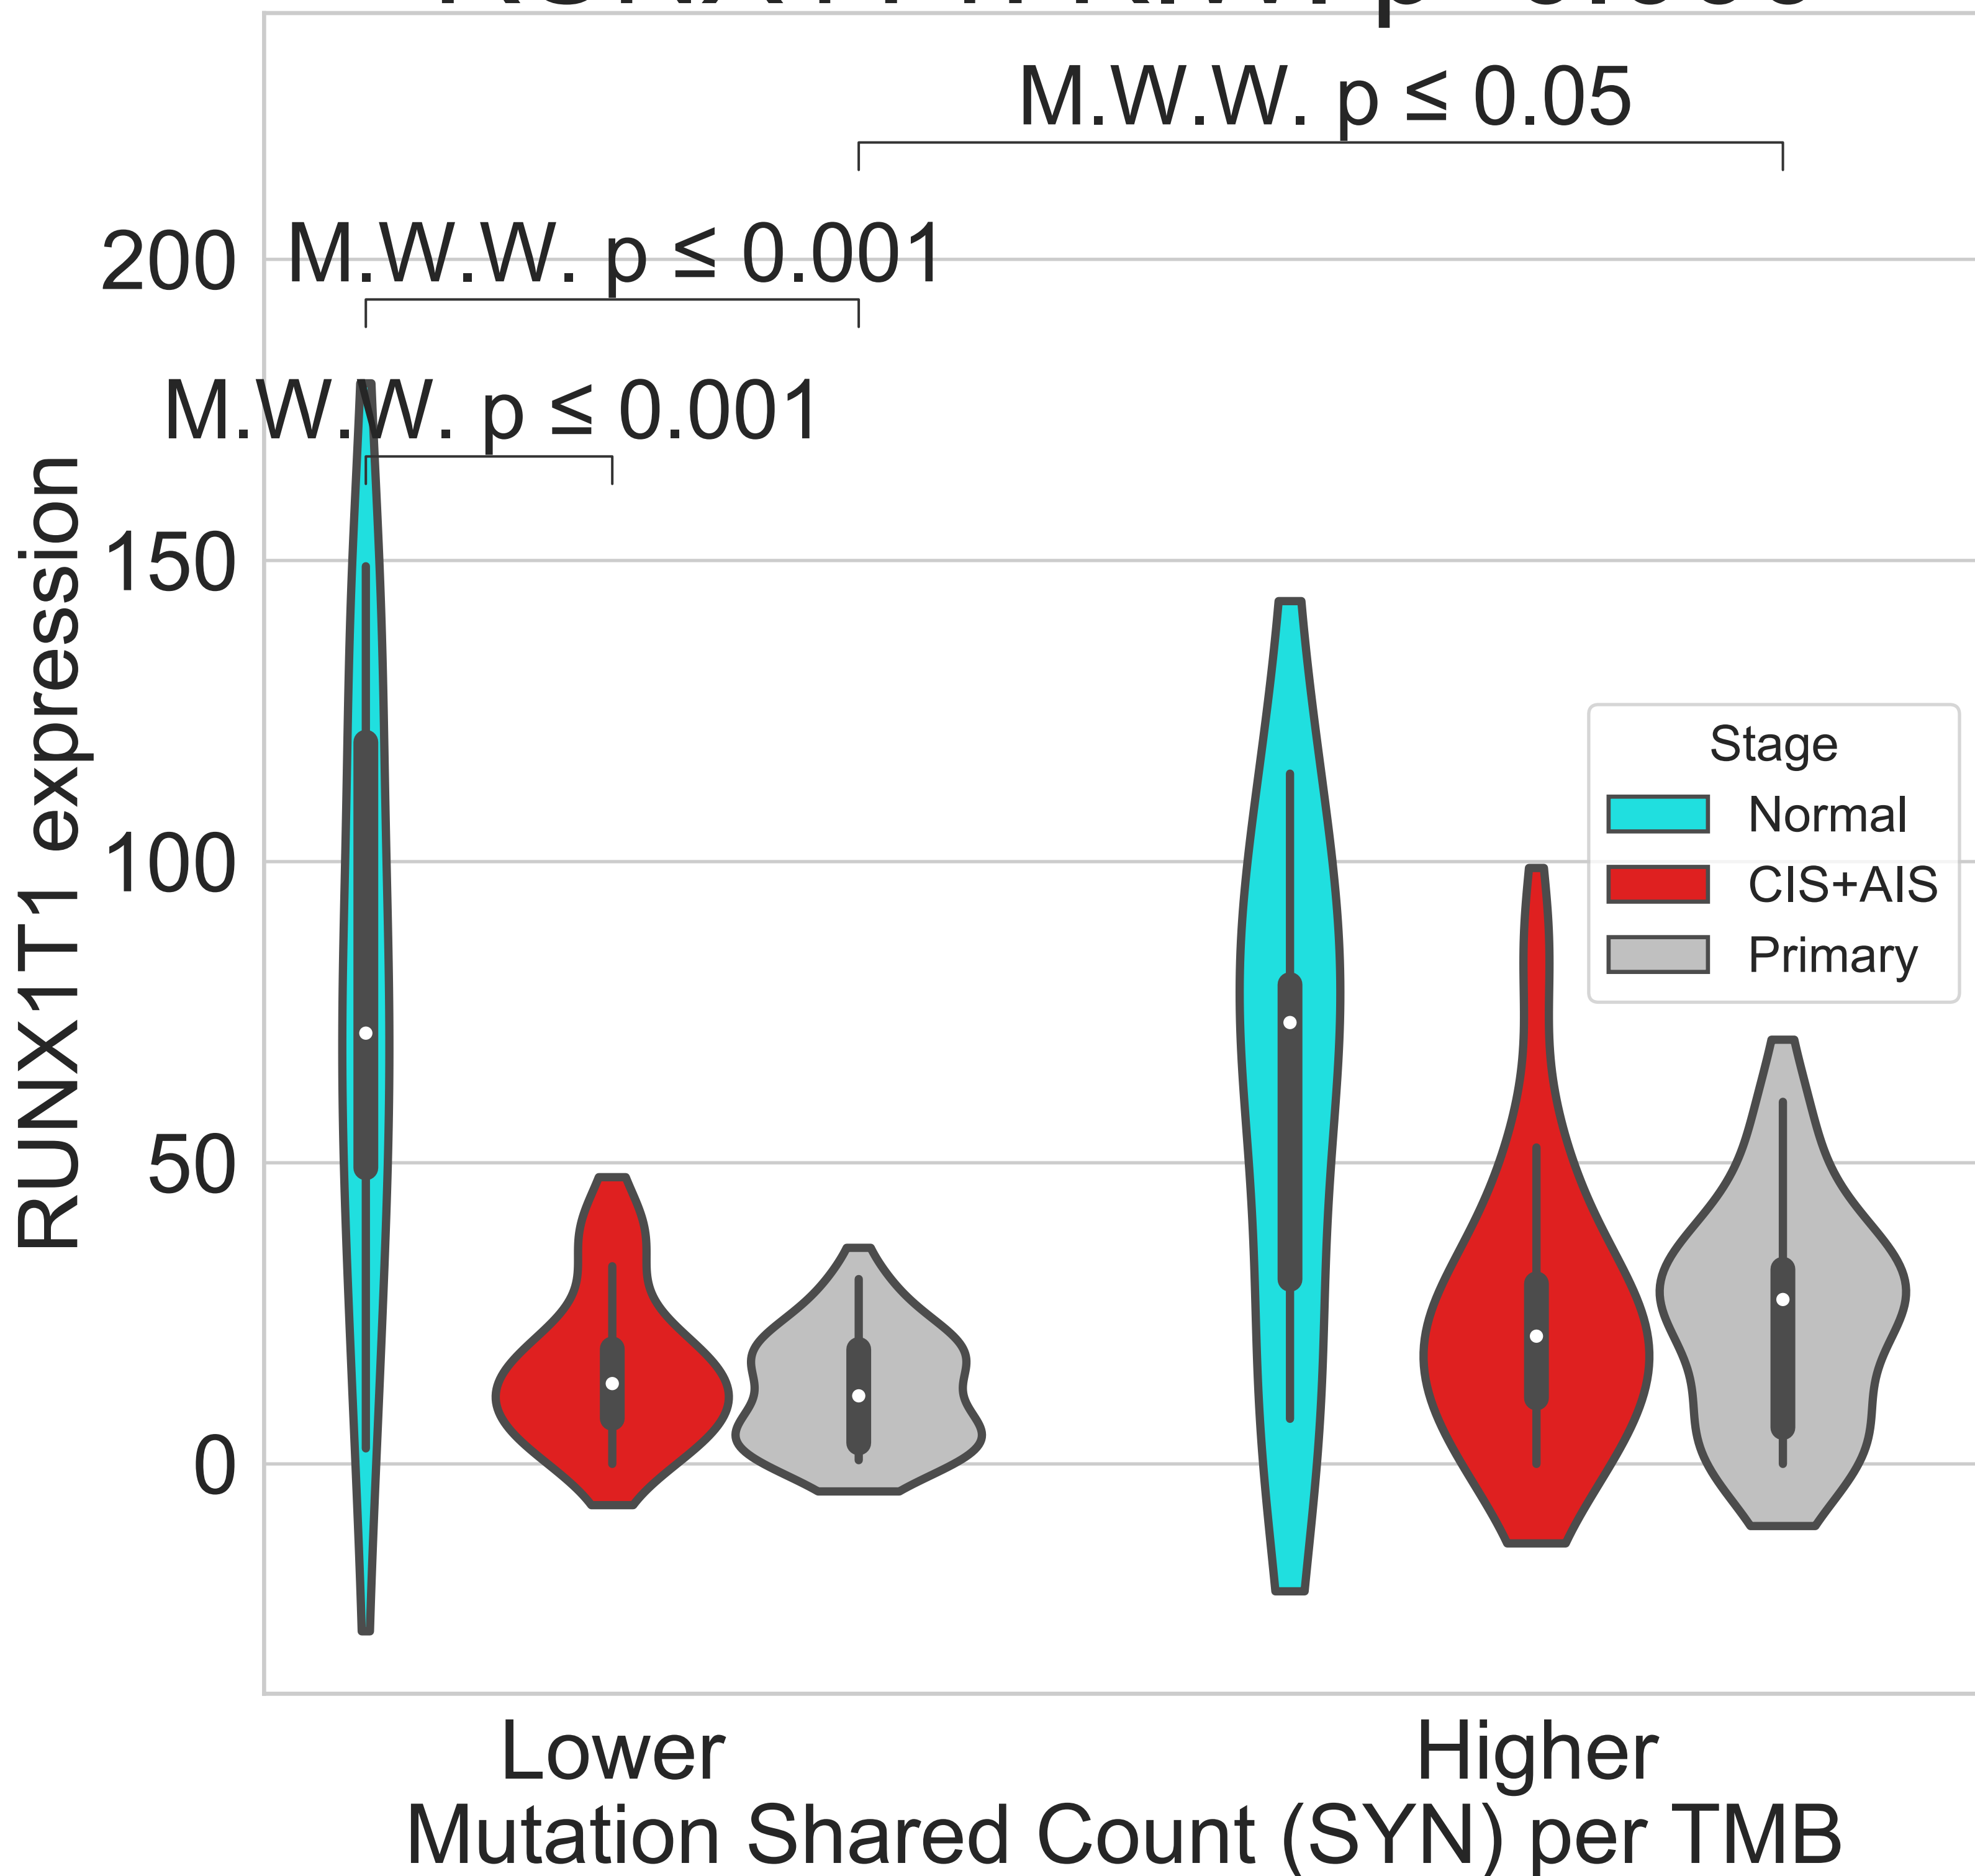 M.W.W. p ≤ 0.05
200
M.W.W. p ≤ 0.001
M.W.W. p ≤ 0.001
150
100
50
0
RUNX1T1 expression
Stage
Normal
CIS+AIS
Primary
Lower
Higher
Mutation Shared Count (SYN) per TMB